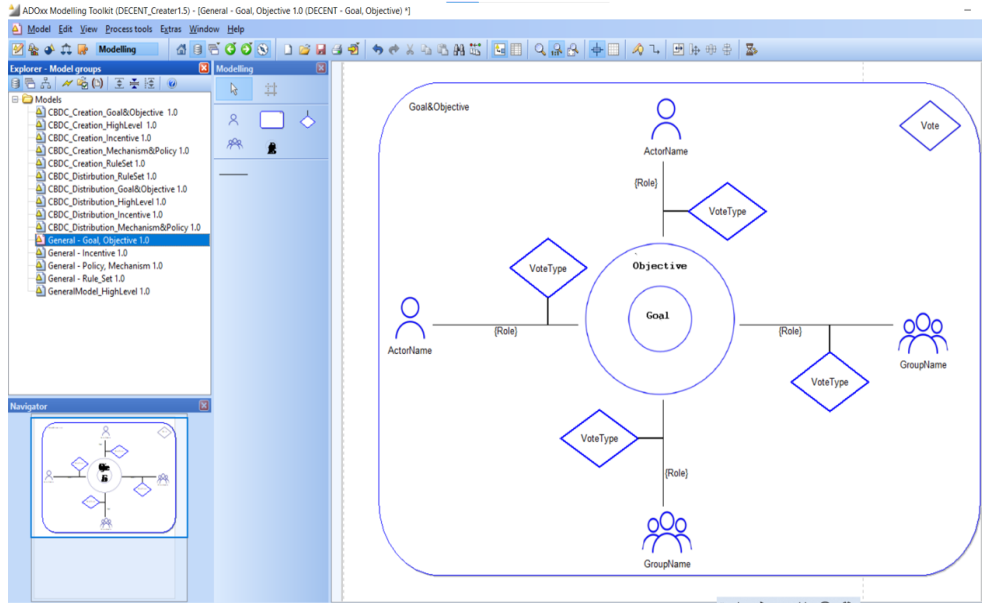 ADOxx Modelling Toolkit (DECENT_Creater1.5) - [General - Goal, Objective 1.0 (DECENT - Goal, Objective) *]
Model Edit View Process tools Extras Window Help
Modelling
Explorer - Model groups
Models
CBDC_Creation_Goal&Objective 1.0
CBDC_Creation_HighLevel 1.0
CBDC_Creation_Incentive 1.0
CBDC_Creation_Mechanism&Policy 1.0
CBDC_Creation_RuleSet 1.0
CBDC_Distirbution_RuleSet 1.0
CBDC_Distribution_Goal&Objective 1.0
CBDC_Distribution_HighLevel 1.0
CBDC_Distribution_Incentive 1.0
CBDC_Distribution_Mechanism&Policy 1.0
General - Goal, Objective 1.0
General - Incentive 1.0
General - Policy, Mechanism 1.0
General - Rule_Set 1.0
GeneralModel_HighLevel 1.0
Navigator
Modelling
Goal&Objective
Vote
ActorName
{Role}
VoteType
VoteType
Objective
Goal
{Role}
ActorName
{Role}
GroupName
VoteType
VoteType
{Role}
GroupName